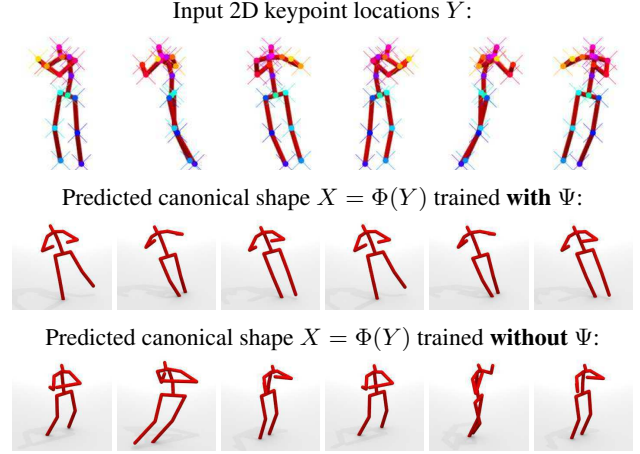 Input 2D keypoint locations Y:
Predicted canonical shape X = Φ(Y) trained with Ψ:
Predicted canonical shape X = Φ(Y) trained without Ψ: